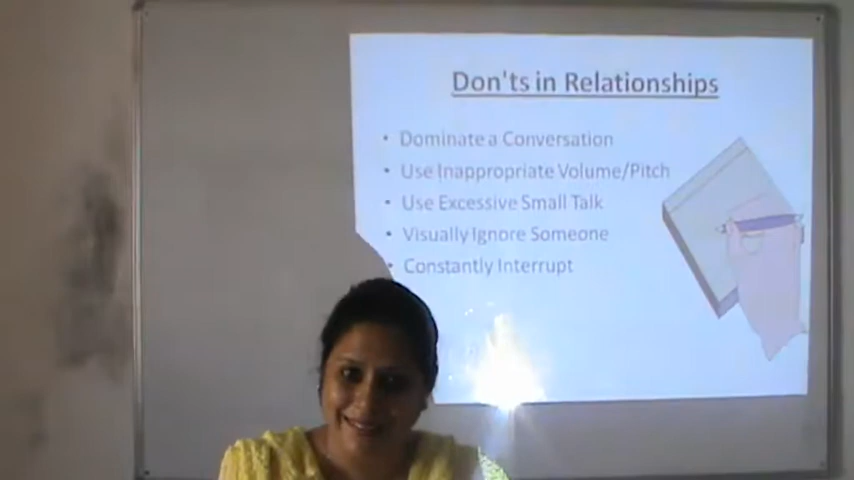 Don'ts in Relationships
• Dominate a Conversation
• Use Inappropriate Volume/Pitch
• Use Excessive Small Talk
• Visually Ignore Someone
• Constantly Interrupt